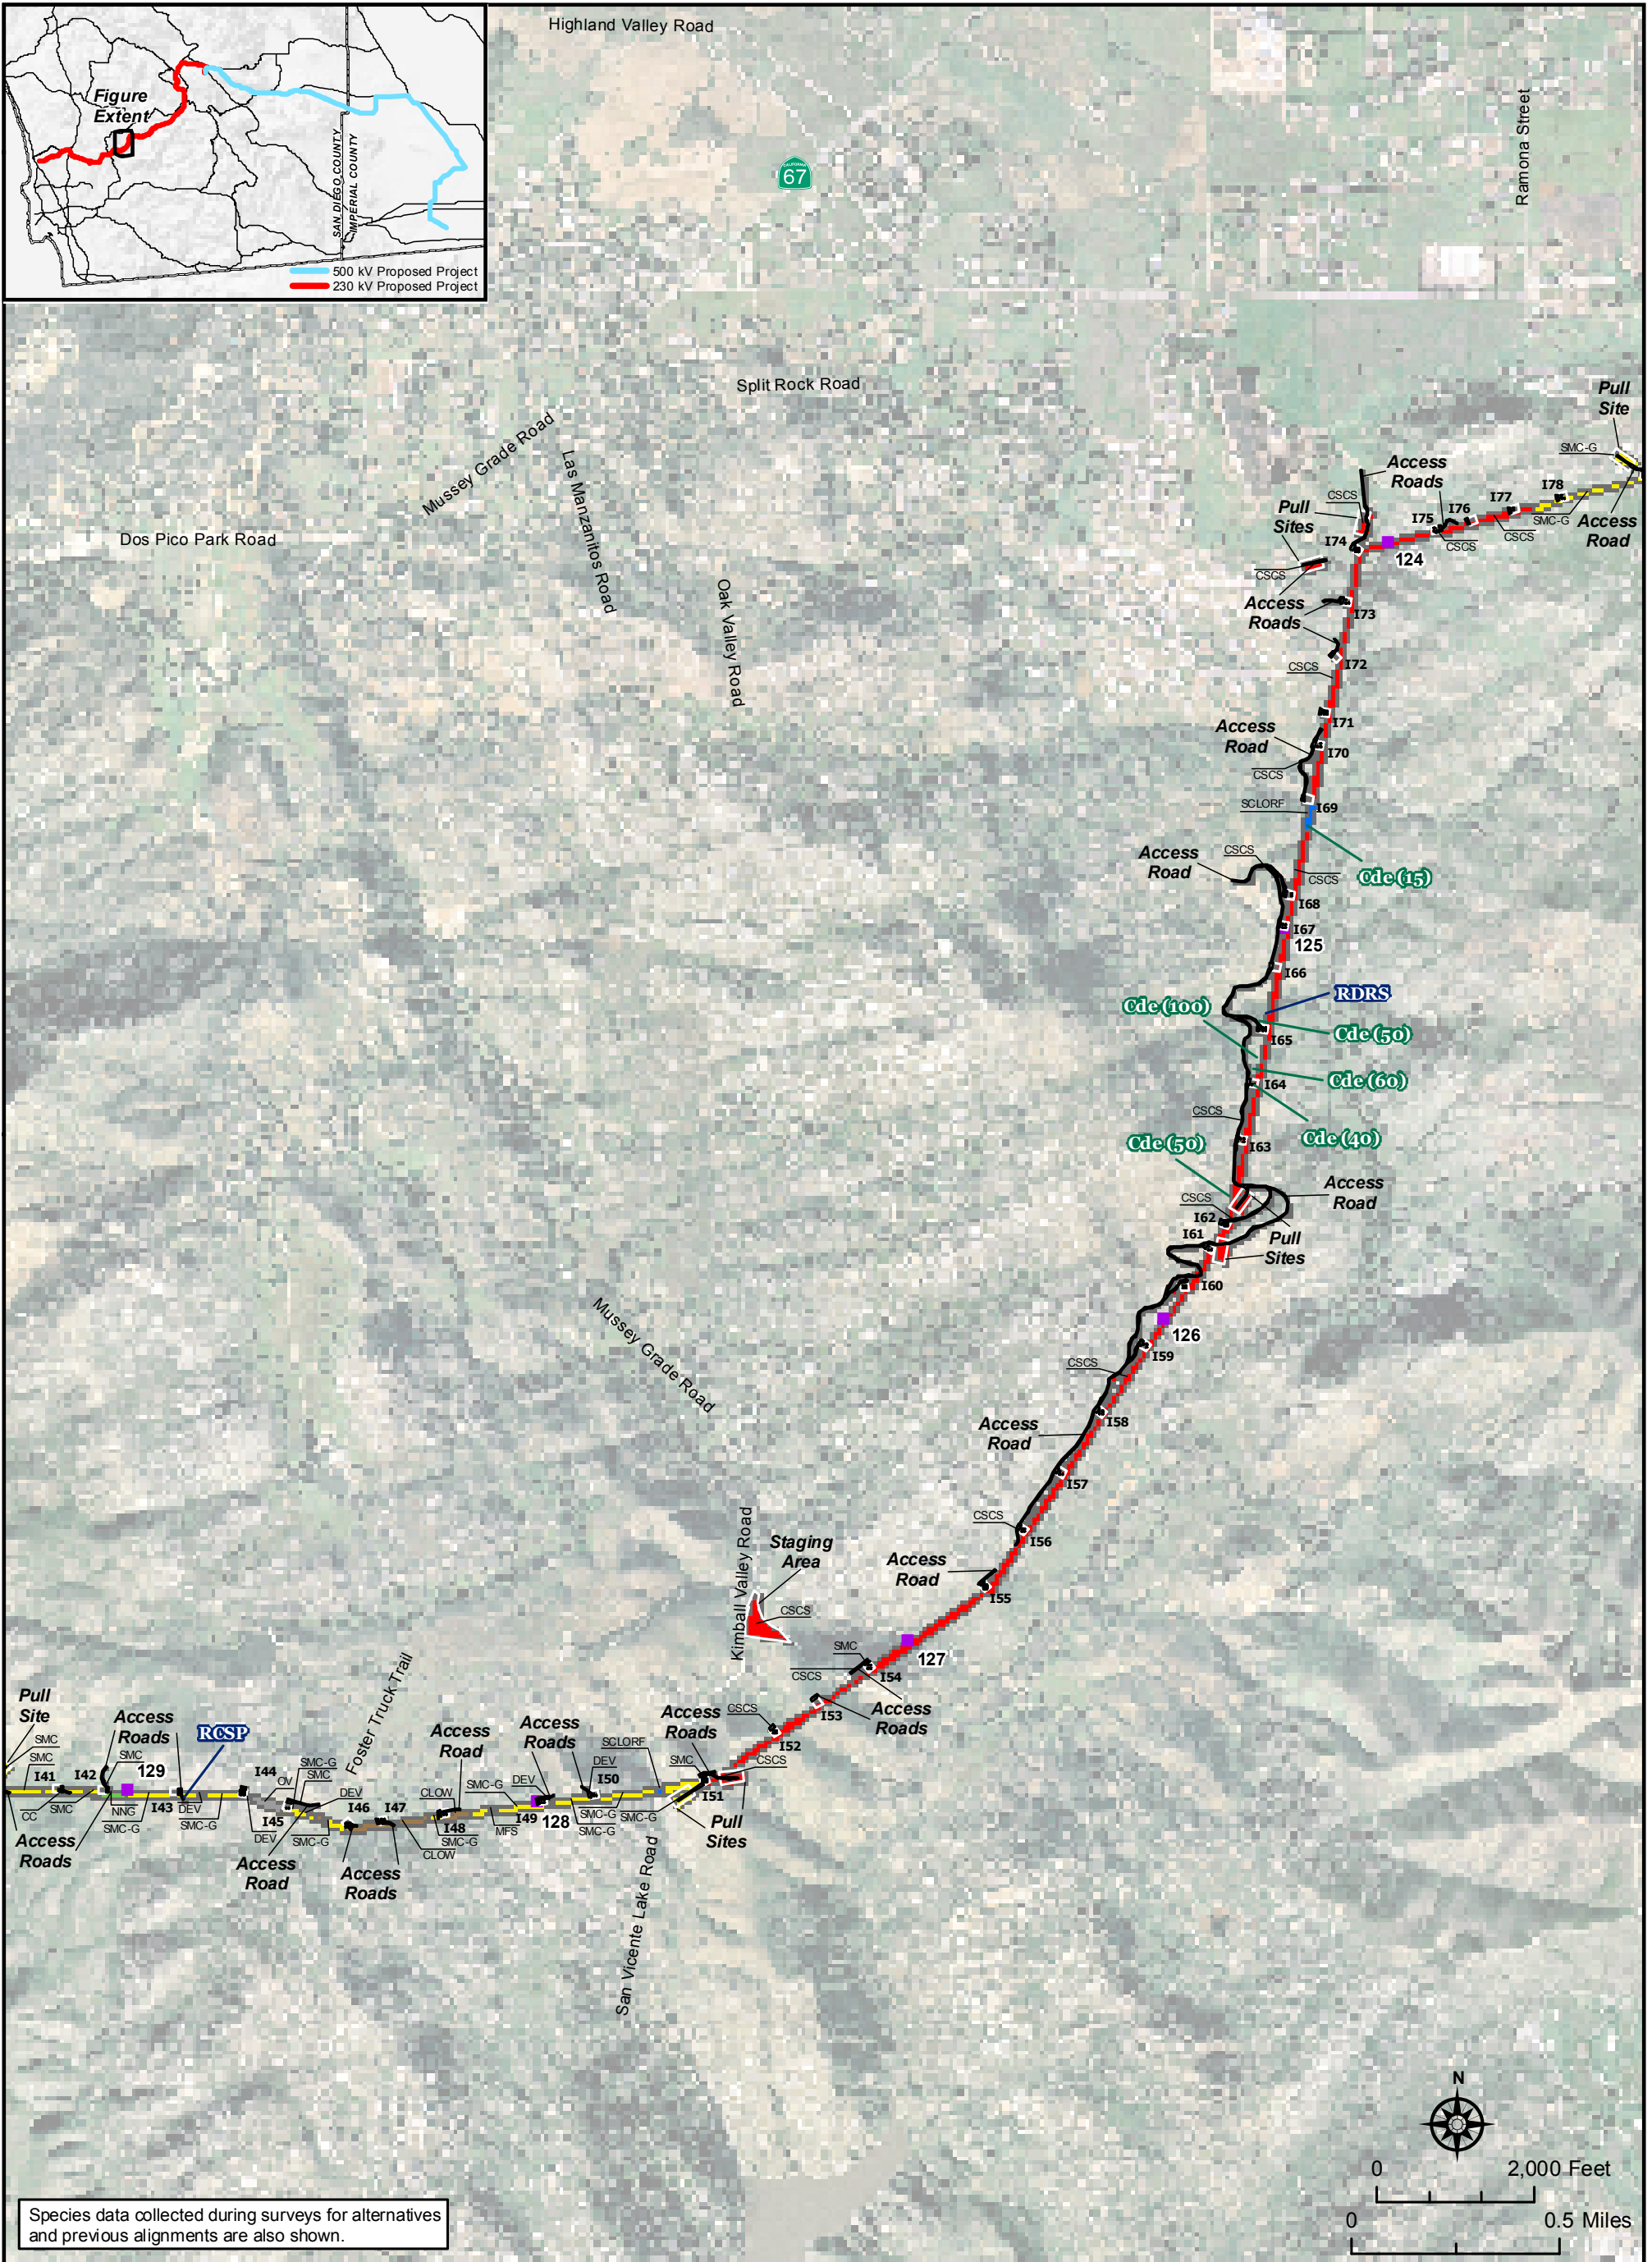 Highland Valley Road
Ramona Street
CALIFORNIA
67
Figure
Extent
SAN DIEGO COUNTY
IMPERIAL COUNTY
500 kV Proposed Project
230 kV Proposed Project
Split Rock Road
Mussey Grade Road
Las Manzanitos Road
Dos Pico Park Road
Oak Valley Road
Pull
Site
SMC-G
Access
Roads
CSCS
Pull
Sites
I78
I77
I76
I75
SMC-G
Access
Road
CSCS
CSCS
I74
124
CSCS
Access
Roads
I73
I72
CSCS
I71
Access
Road
I70
CSCS
SCLORF
I69
Access
Road
CSCS
CSCS
Cde (15)
I68
I67
125
I66
RDRS
Cde (100)
Cde (50)
I65
Cde (60)
I64
CSCS
Cde (40)
Cde (50)
I63
Access
Road
CSCS
I62
I61
Pull
Sites
I60
126
I59
CSCS
Mussey Grade Road
I58
Access
Road
I57
CSCS
I56
Kimball Valley Road
Staging
Area
Access
Road
I55
CSCS
127
SMC
CSCS
I54
Access
Roads
I53
CSCS
I52
Access
Roads
SMC
CSCS
I51
Pull
Sites
SCLORF
DEV
I50
Access
Roads
SMC-G
SMC-G
SMC-G
DEV
I49
128
SMC-G
MFS
Access
Road
CLOW
I48
SMC-G
CLOW
I47
I46
Access
Roads
Foster Truck Trail
San Vicente Lake Road
SMC-G
SMC
DEV
OV
I44
I45
DEV
SMC-G
Access
Road
RCSP
Access
Roads
SMC
129
I43
DEV
SMC-G
NNG
SMC-G
Pull
Site
SMC
SMC
I41
I42
CC
SMC
Access
Roads
N
0
2,000 Feet
0
0.5 Miles
Species data collected during surveys for alternatives
and previous alignments are also shown.